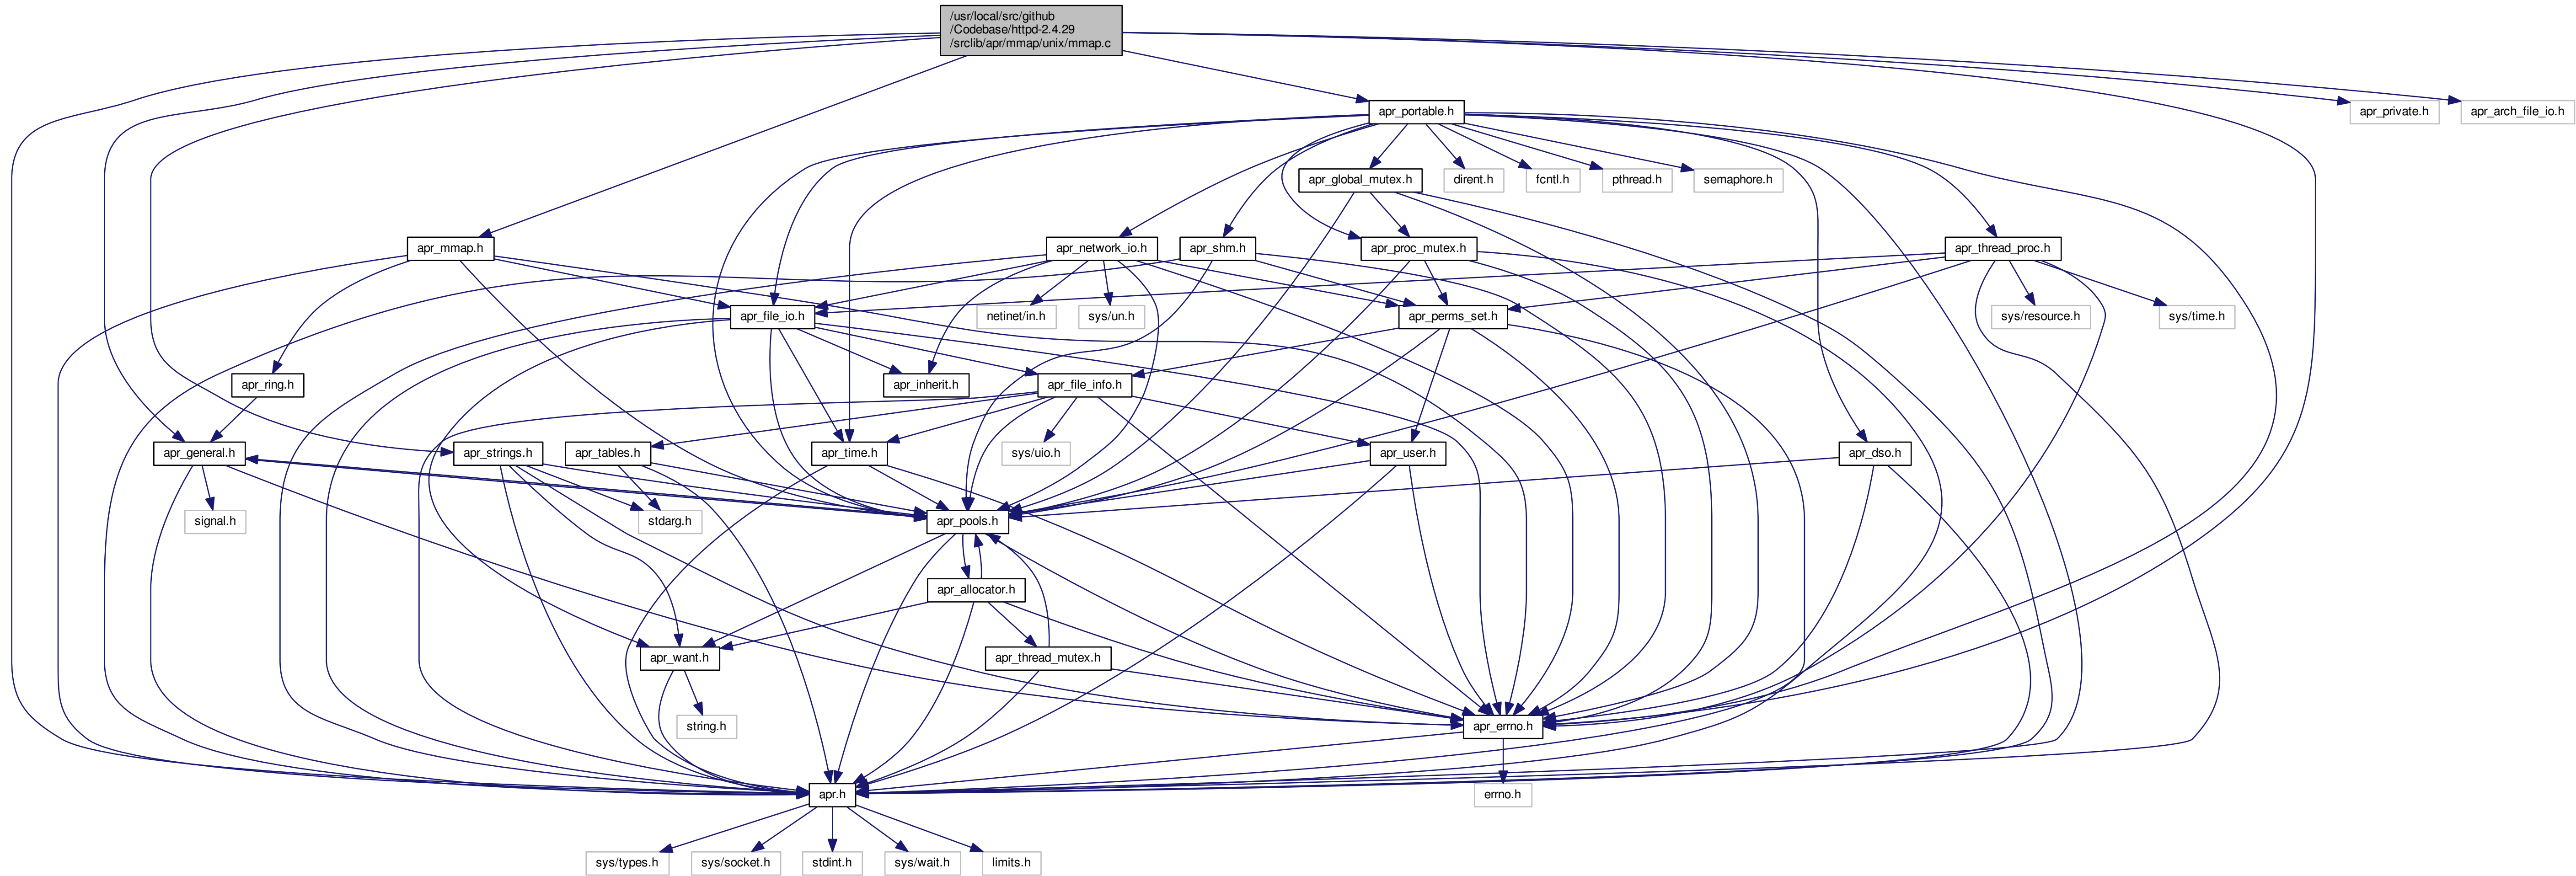 /usr/local/src/github
/Codebase/httpd-2.4.29
/srclib/apr/mmap/unix/mmap.c
apr_portable.h
apr_private.h
apr_arch_file_io.h
apr_global_mutex.h
dirent.h
fcntl.h
pthread.h
semaphore.h
apr_mmap.h
apr_network_io.h
apr_shm.h
apr_proc_mutex.h
apr_thread_proc.h
apr_file_io.h
netinet/in.h
sys/un.h
apr_perms_set.h
sys/resource.h
sys/time.h
apr_ring.h
apr_inherit.h
apr_file_info.h
apr_general.h
apr_strings.h
apr_tables.h
apr_time.h
sys/uio.h
apr_user.h
apr_dso.h
signal.h
stdarg.h
apr_pools.h
apr_allocator.h
apr_want.h
apr_thread_mutex.h
string.h
apr_errno.h
apr.h
errno.h
sys/types.h
sys/socket.h
stdint.h
sys/wait.h
limits.h